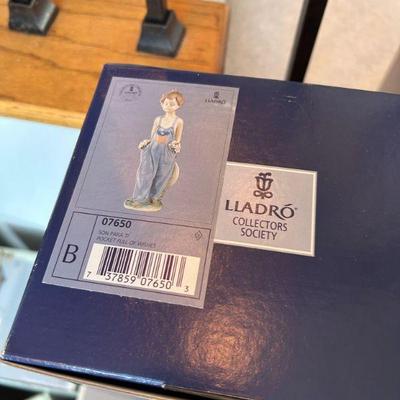 LLADRÓ
07650
SON PARA TI
POCKET FULL OF WISHES
B
7 37859 07650 3
LLADRÓ
COLLECTORS
SOCIETY